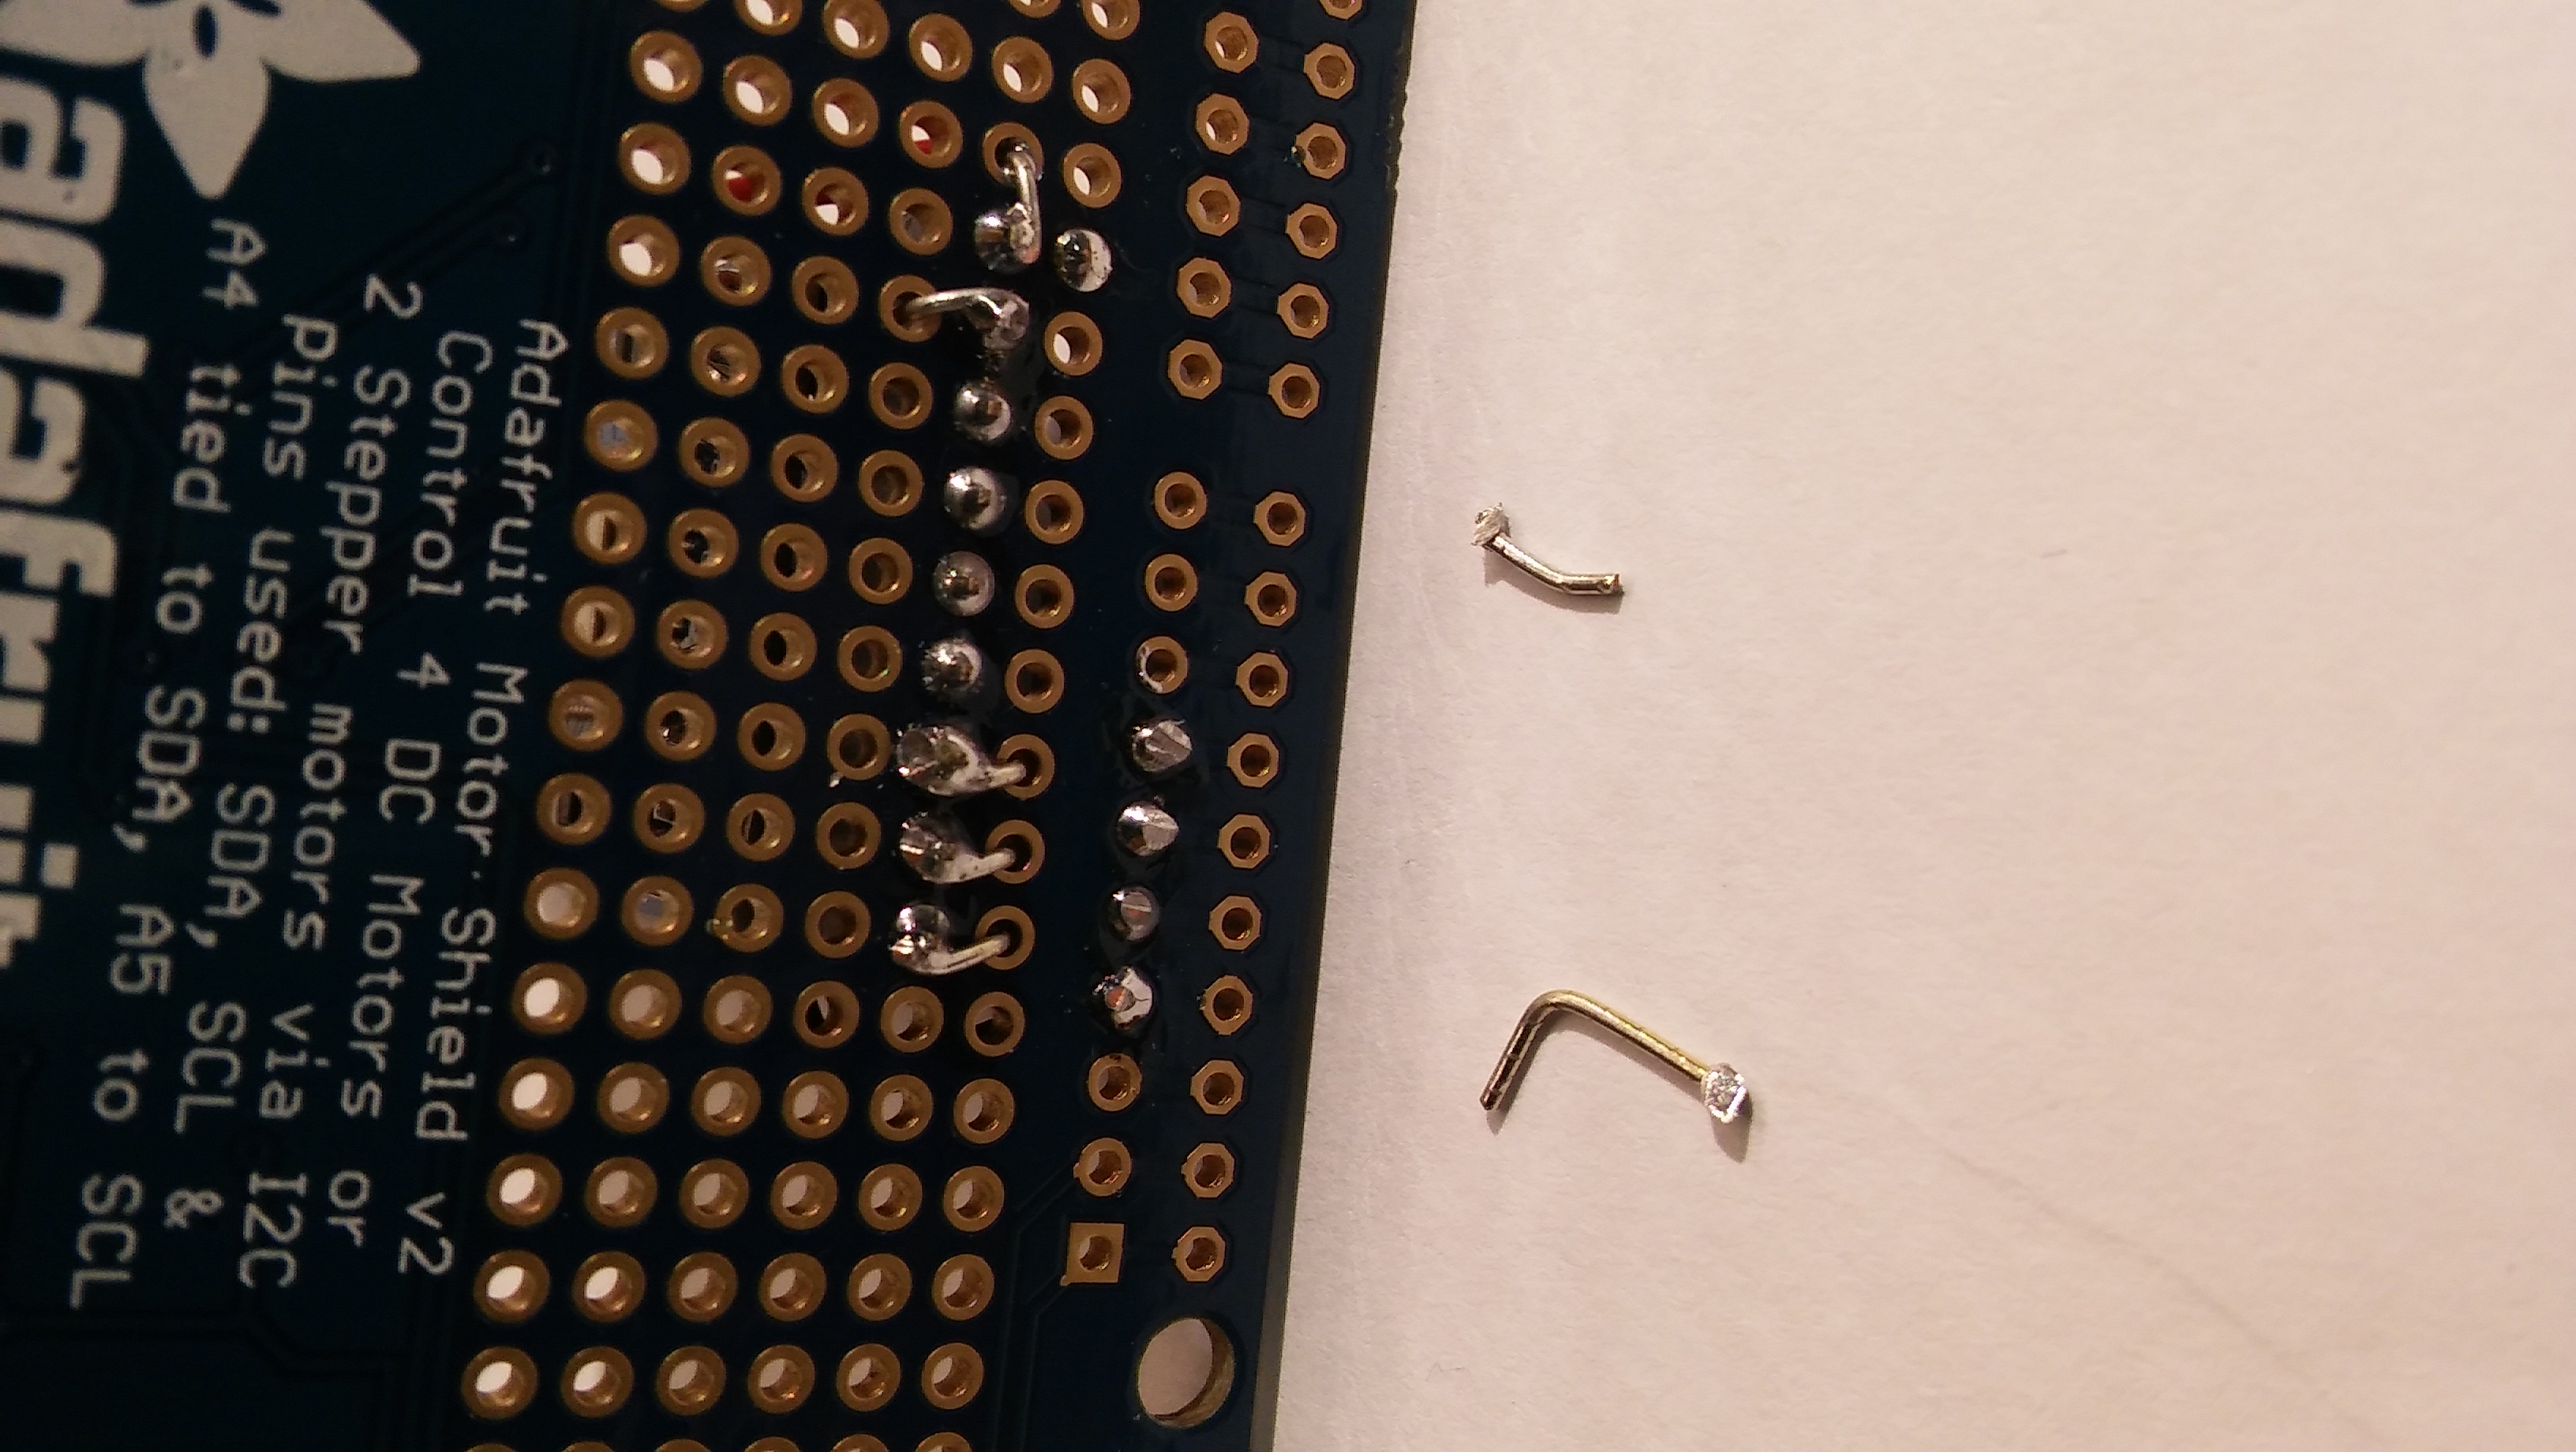 Adafruit Motor Shield v2
Control 4 DC Motors or
2 Stepper motors via I2C
Pins used: SDA, SCL &
A4 tied to SDA, A5 to SCL
adafruit